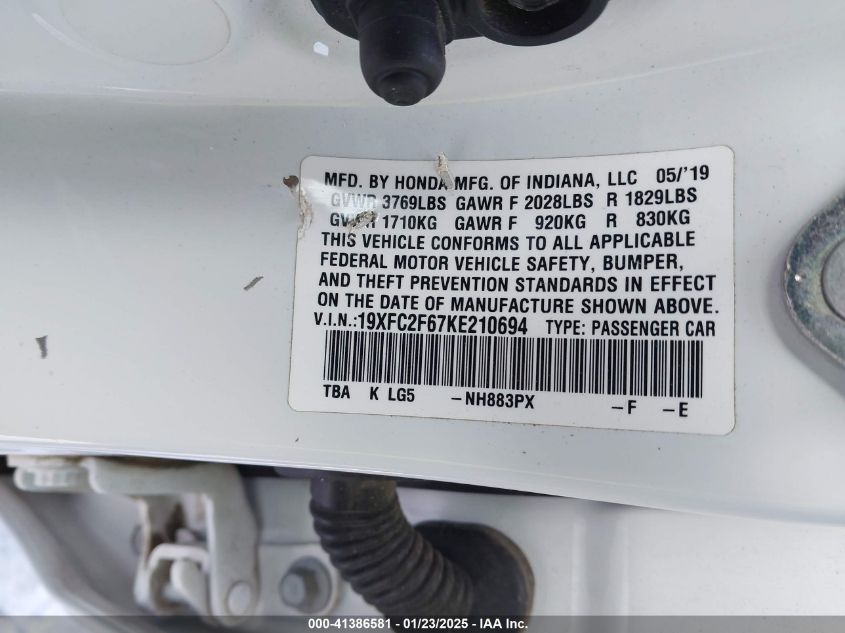 MFD. BY HONDA MFG. OF INDIANA, LLC 05/'19
GVWR 3769LBS GAWR F 2028LBS R 1829LBS
GVWR 1710KG GAWR F 920KG R 830KG
THIS VEHICLE CONFORMS TO ALL APPLICABLE
FEDERAL MOTOR VEHICLE SAFETY, BUMPER,
AND THEFT PREVENTION STANDARDS IN EFFECT
ON THE DATE OF MANUFACTURE SHOWN ABOVE.
V.I.N.:19XFC2F67KE210694 TYPE: PASSENGER CAR
TBA K LG5 -NH883PX -F -E
000-41386581 / 01/23/2025 - IAA Inc.